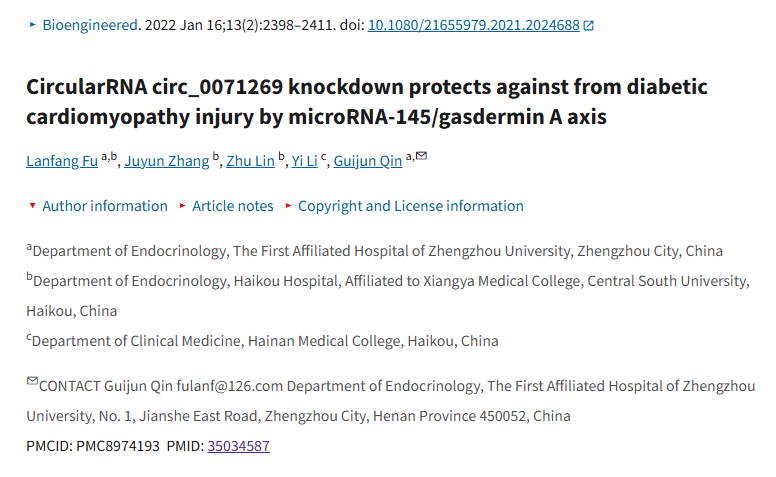 Bioengineered. 2022 Jan 16;13(2):2398–2411. doi: 10.1080/21655979.2021.2024688
CircularRNA circ_0071269 knockdown protects against from diabetic
cardiomyopathy injury by microRNA-145/gasdermin A axis
Lanfang Fu a,b, Juyun Zhang b, Zhu Lin b, Yi Li c, Guijun Qin a,
Author information Article notes Copyright and License information
aDepartment of Endocrinology, The First Affiliated Hospital of Zhengzhou University, Zhengzhou City, China
bDepartment of Endocrinology, Haikou Hospital, Affiliated to Xiangya Medical College, Central South University,
Haikou, China
cDepartment of Clinical Medicine, Hainan Medical College, Haikou, China
CONTACT Guijun Qin fulanf@126.com Department of Endocrinology, The First Affiliated Hospital of Zhengzhou
University, No. 1, Jianshe East Road, Zhengzhou City, Henan Province 450052, China
PMCID: PMC8974193 PMID: 35034587